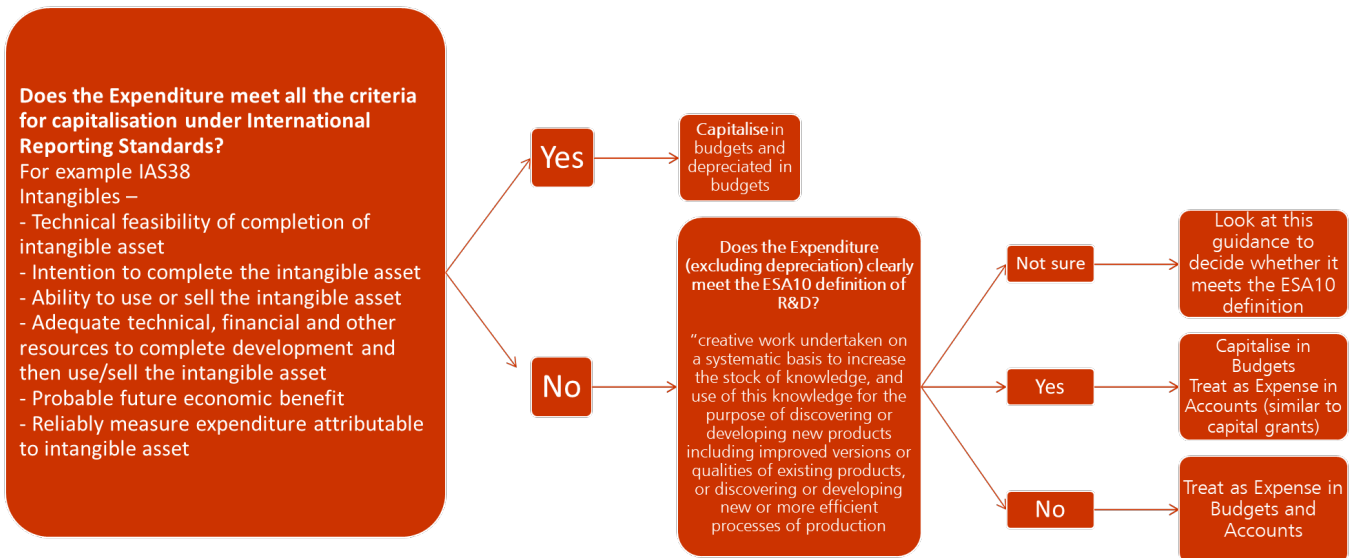 Does the Expenditure meet all the criteria
for capitalisation under International
Reporting Standards?
For example IAS38
Intangibles –
- Technical feasibility of completion of
intangible asset
- Intention to complete the intangible asset
- Ability to use or sell the intangible asset
- Adequate technical, financial and other
resources to complete development and
then use/sell the intangible asset
- Probable future economic benefit
- Reliably measure expenditure attributable
to intangible asset
Yes
Capitalise in
budgets and
depreciated in
budgets
No
Does the Expenditure
(excluding depreciation) clearly
meet the ESA10 definition of
R&D?
“creative work undertaken on
a systematic basis to increase
the stock of knowledge, and
use of this knowledge for the
purpose of discovering or
developing new products
including improved versions or
qualities of existing products,
or discovering or developing
new or more efficient
processes of production
Not sure
Look at this
guidance to
decide whether it
meets the ESA10
definition
Yes
Capitalise in
Budgets
Treat as Expense in
Accounts (similar to
capital grants)
No
Treat as Expense in
Budgets and
Accounts